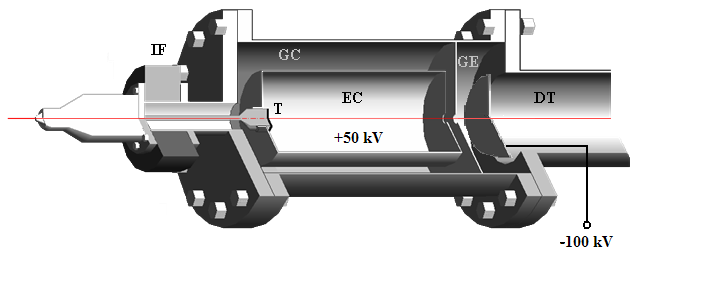 IF
GC
GE
T
EC
DT
+50 kV
-100 kV